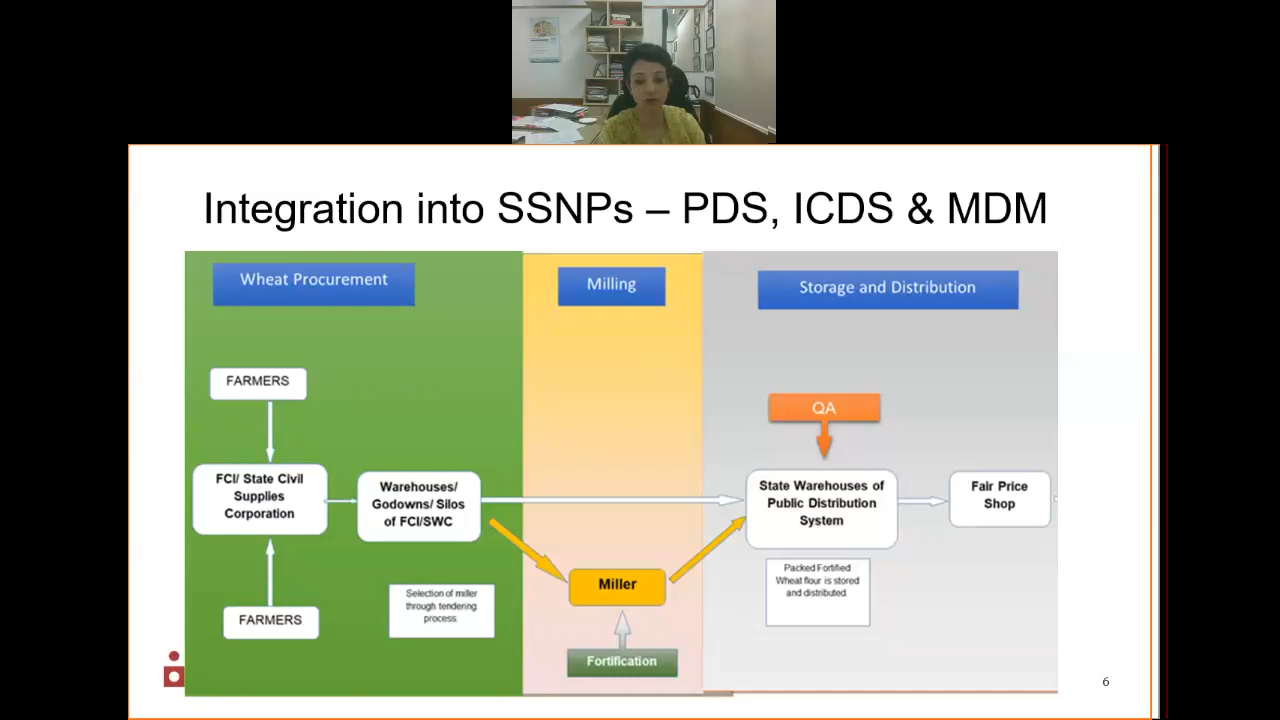 Integration into SSNPs – PDS, ICDS & MDM
Wheat Procurement
Milling
Storage and Distribution
FARMERS
QA
FCI/ State Civil
Supplies
Corporation
Warehouses/
Godowns/ Silos
of FCI/SWC
State Warehouses of
Public Distribution
System
Fair Price
Shop
Miller
Packed Fortified
Wheat flour is stored
and distributed
Selection of miller
through tendering
process.
FARMERS
Fortification
6